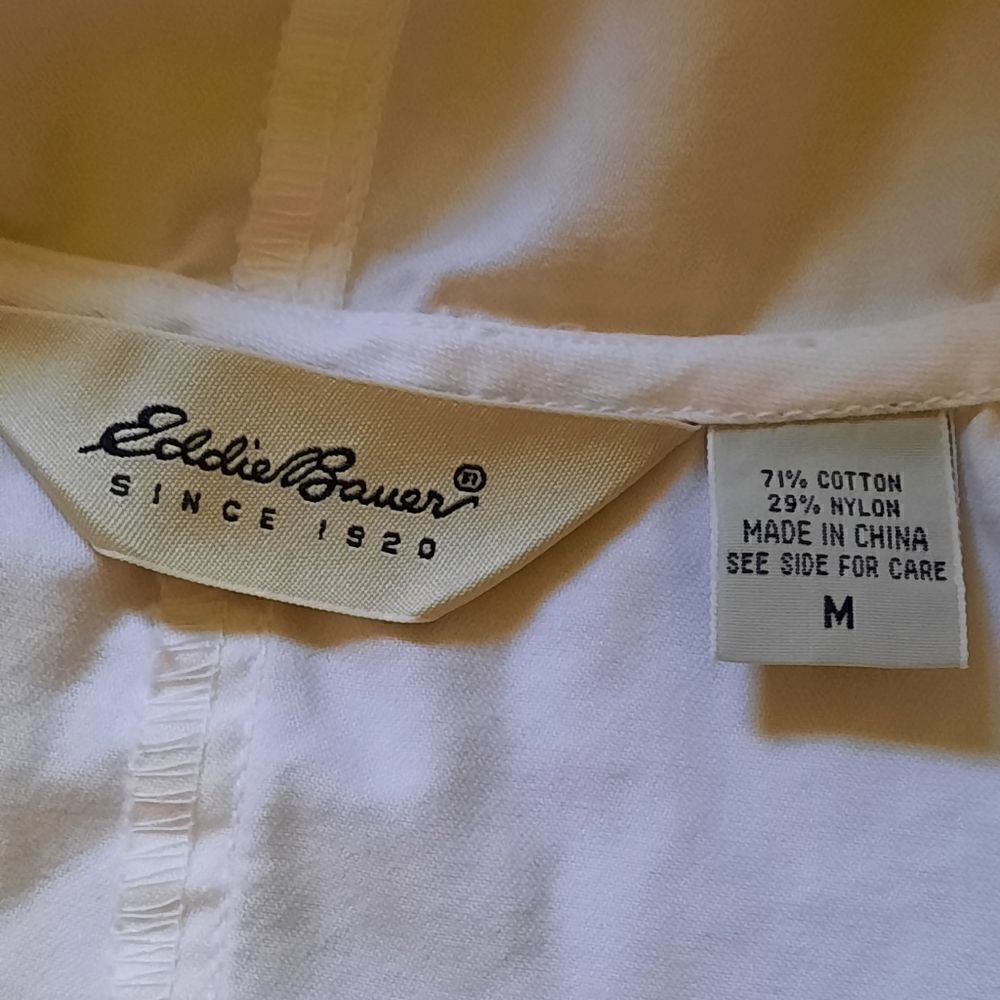 Eddie Bauer ®
SINCE 1920
71% COTTON
29% NYLON
MADE IN CHINA
SEE SIDE FOR CARE
M